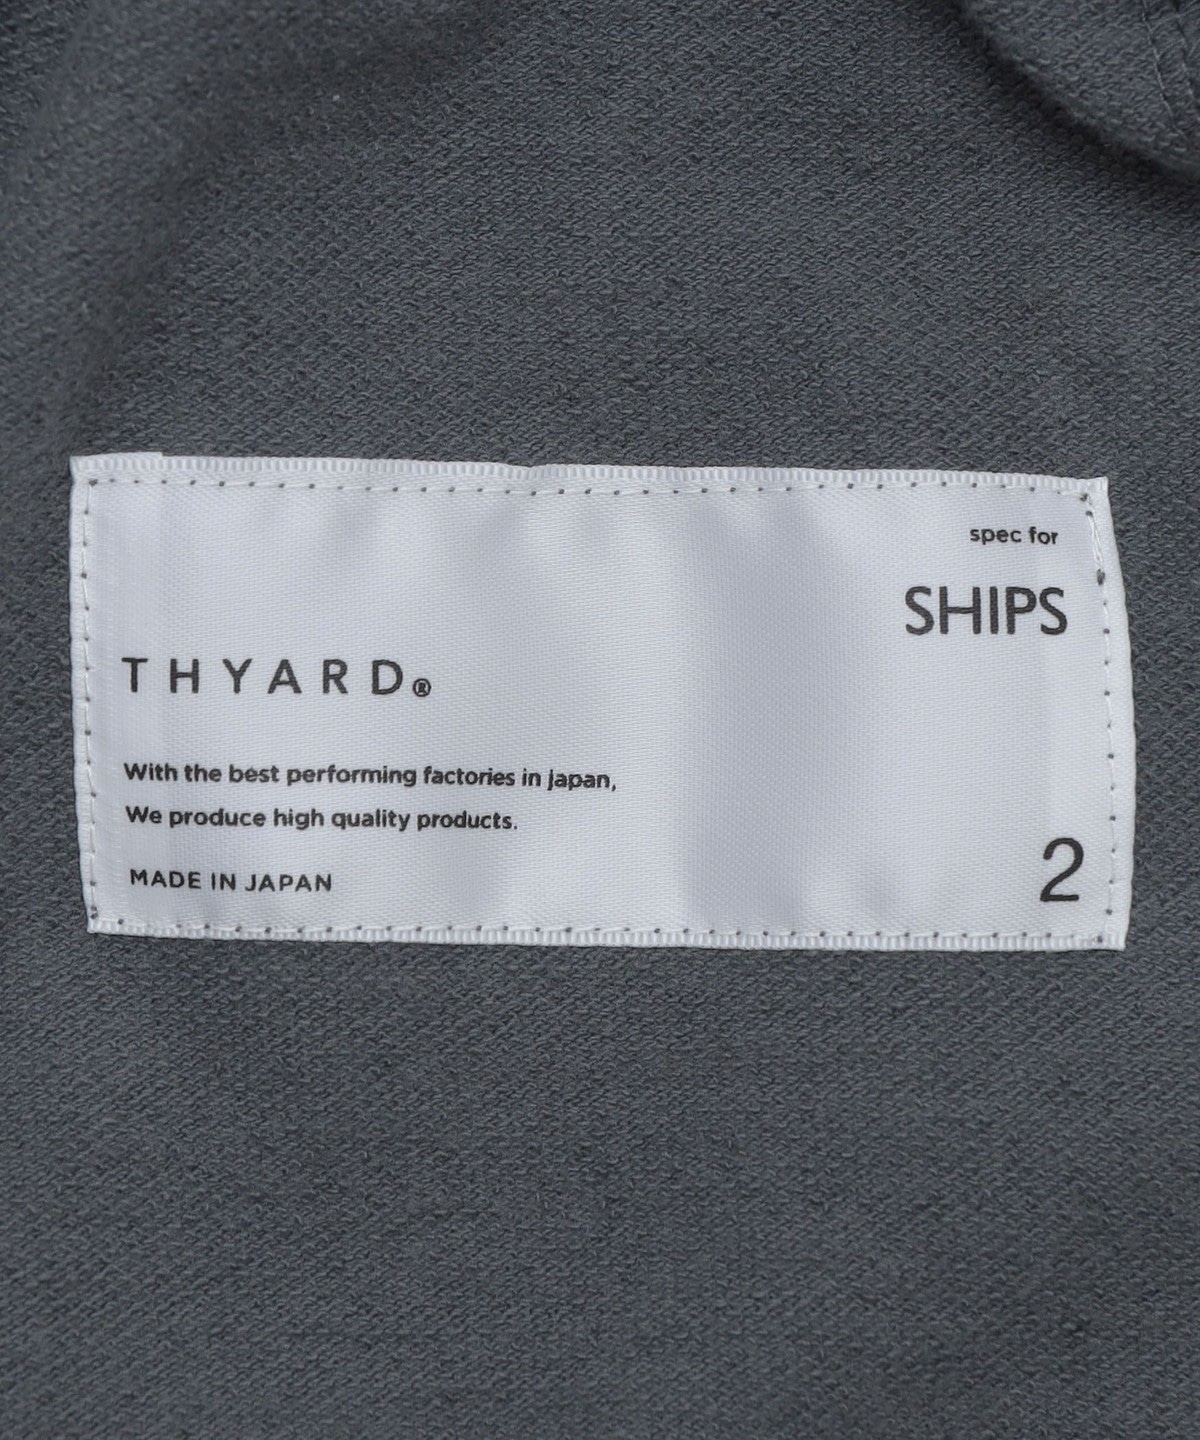 spec for
SHIPS
THYARD®
With the best performing factories in Japan,
We produce high quality products.
MADE IN JAPAN
2